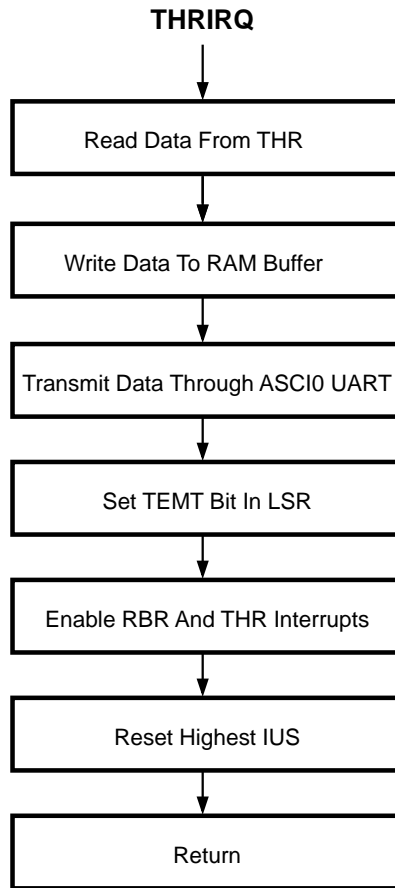 THRIRQ
Read Data From THR
Write Data To RAM Buffer
Transmit Data Through ASCI0 UART
Set TEMT Bit In LSR
Enable RBR And THR Interrupts
Reset Highest IUS
Return